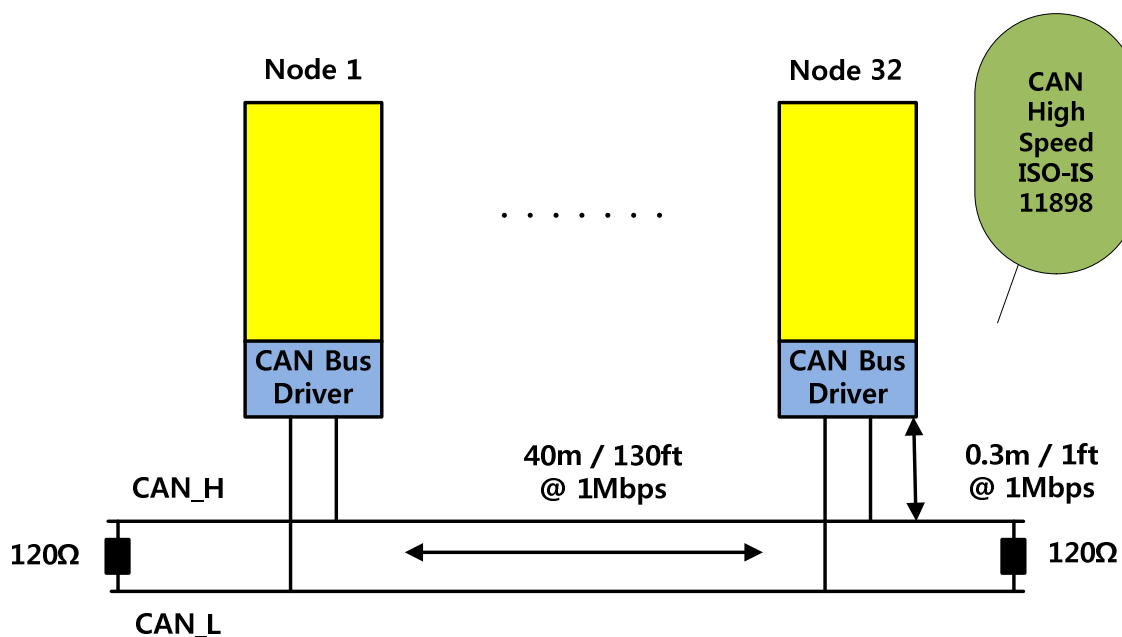 Node 1
Node 32
CAN
High
Speed
ISO-IS
11898
. . . . . . .
CAN Bus
Driver
CAN Bus
Driver
40m / 130ft
@ 1Mbps
0.3m / 1ft
@ 1Mbps
CAN_H
120Ω
120Ω
CAN_L